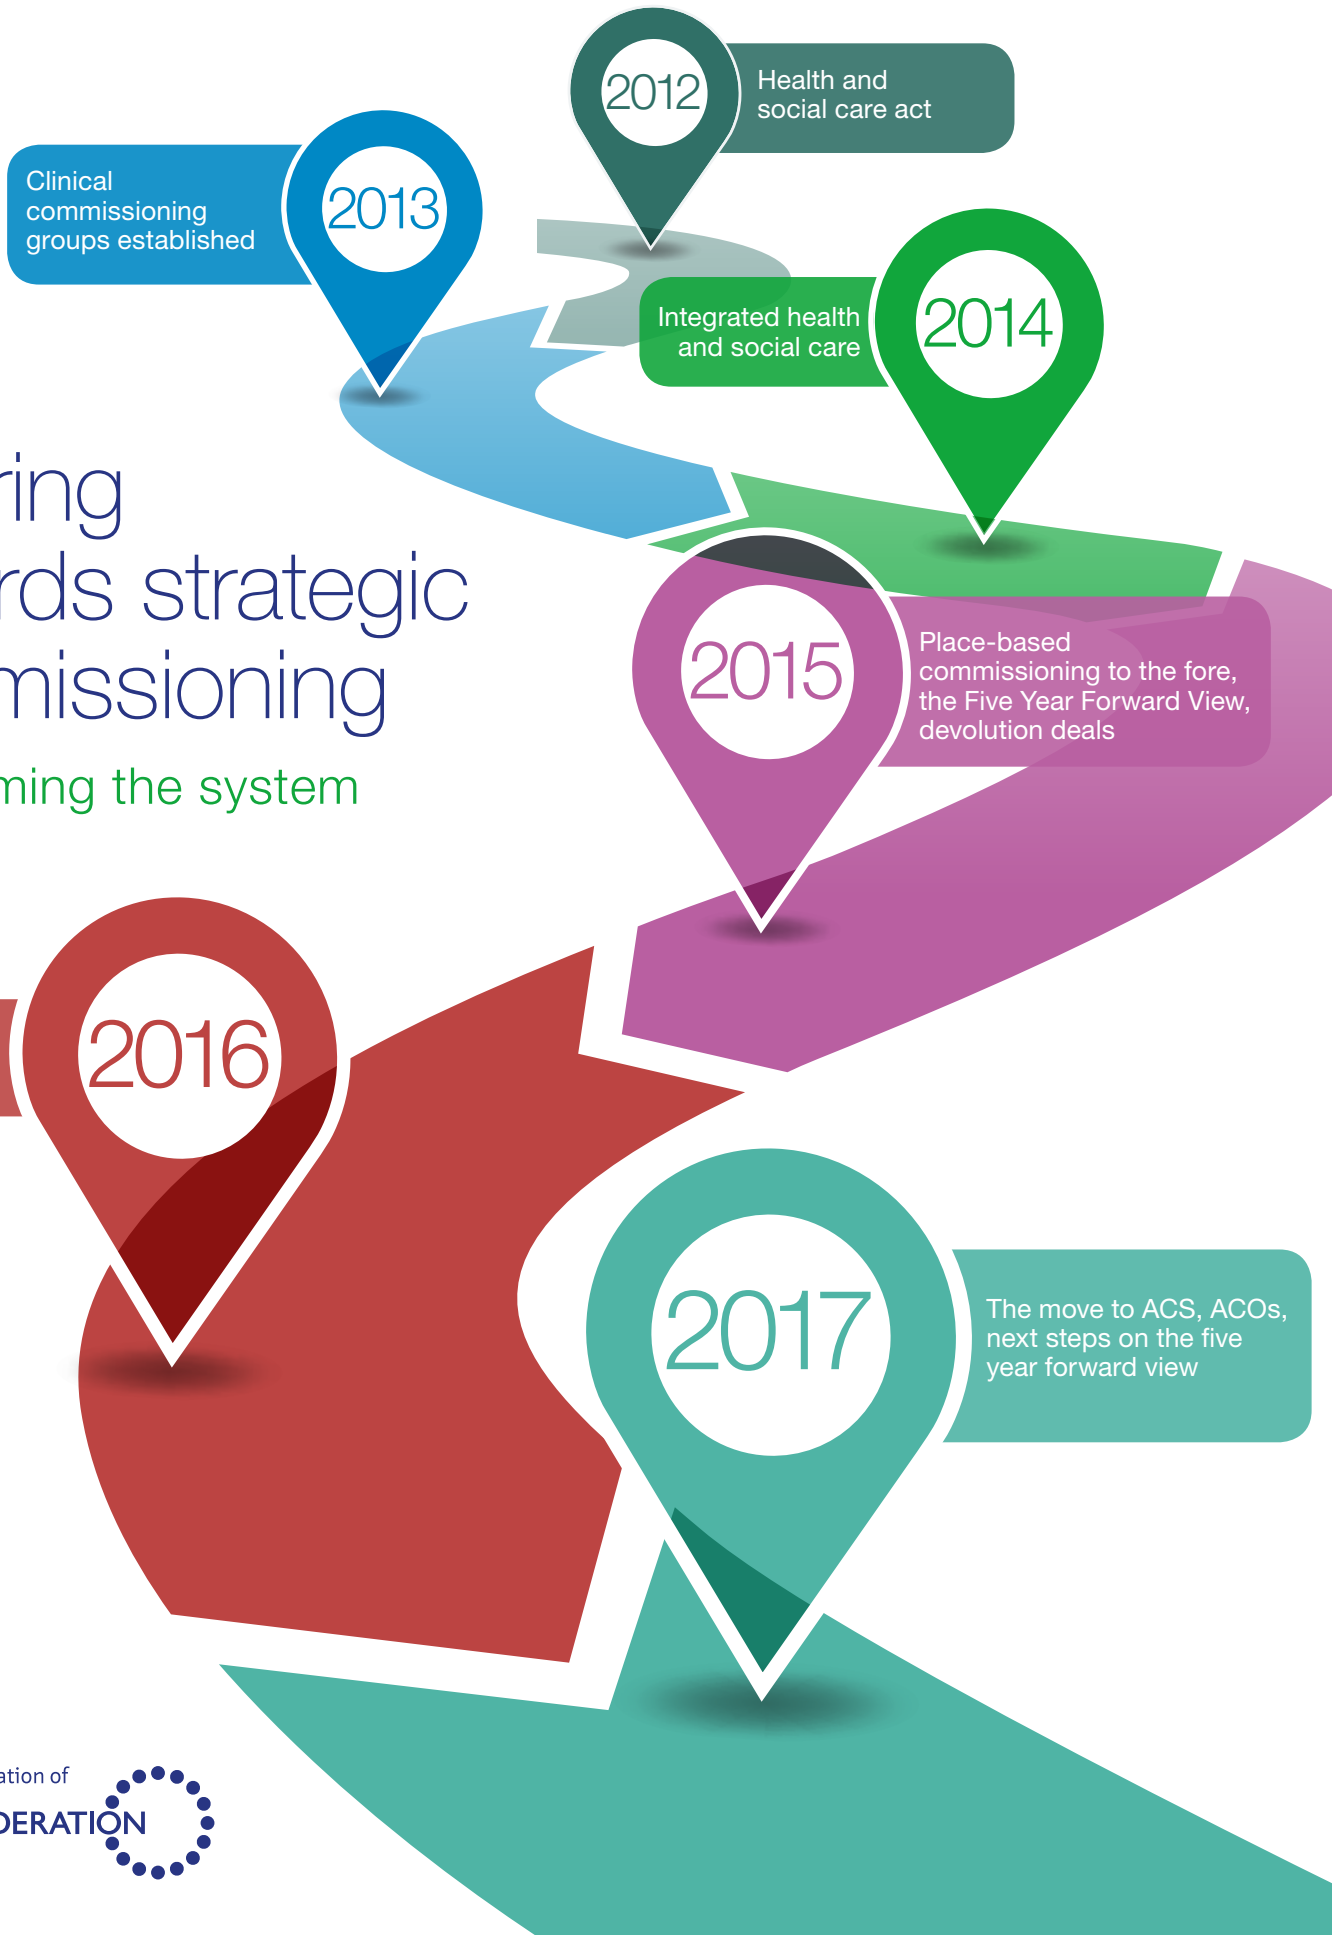 2012
Health and
social care act
2013
Clinical
commissioning
groups established
2014
Integrated health
and social care
ring
rds strategic
missioning
ming the system
2015
Place-based
commissioning to the fore,
the Five Year Forward View,
devolution deals
2016
2017
The move to ACS, ACOs,
next steps on the five
year forward view
ation of
DERATION